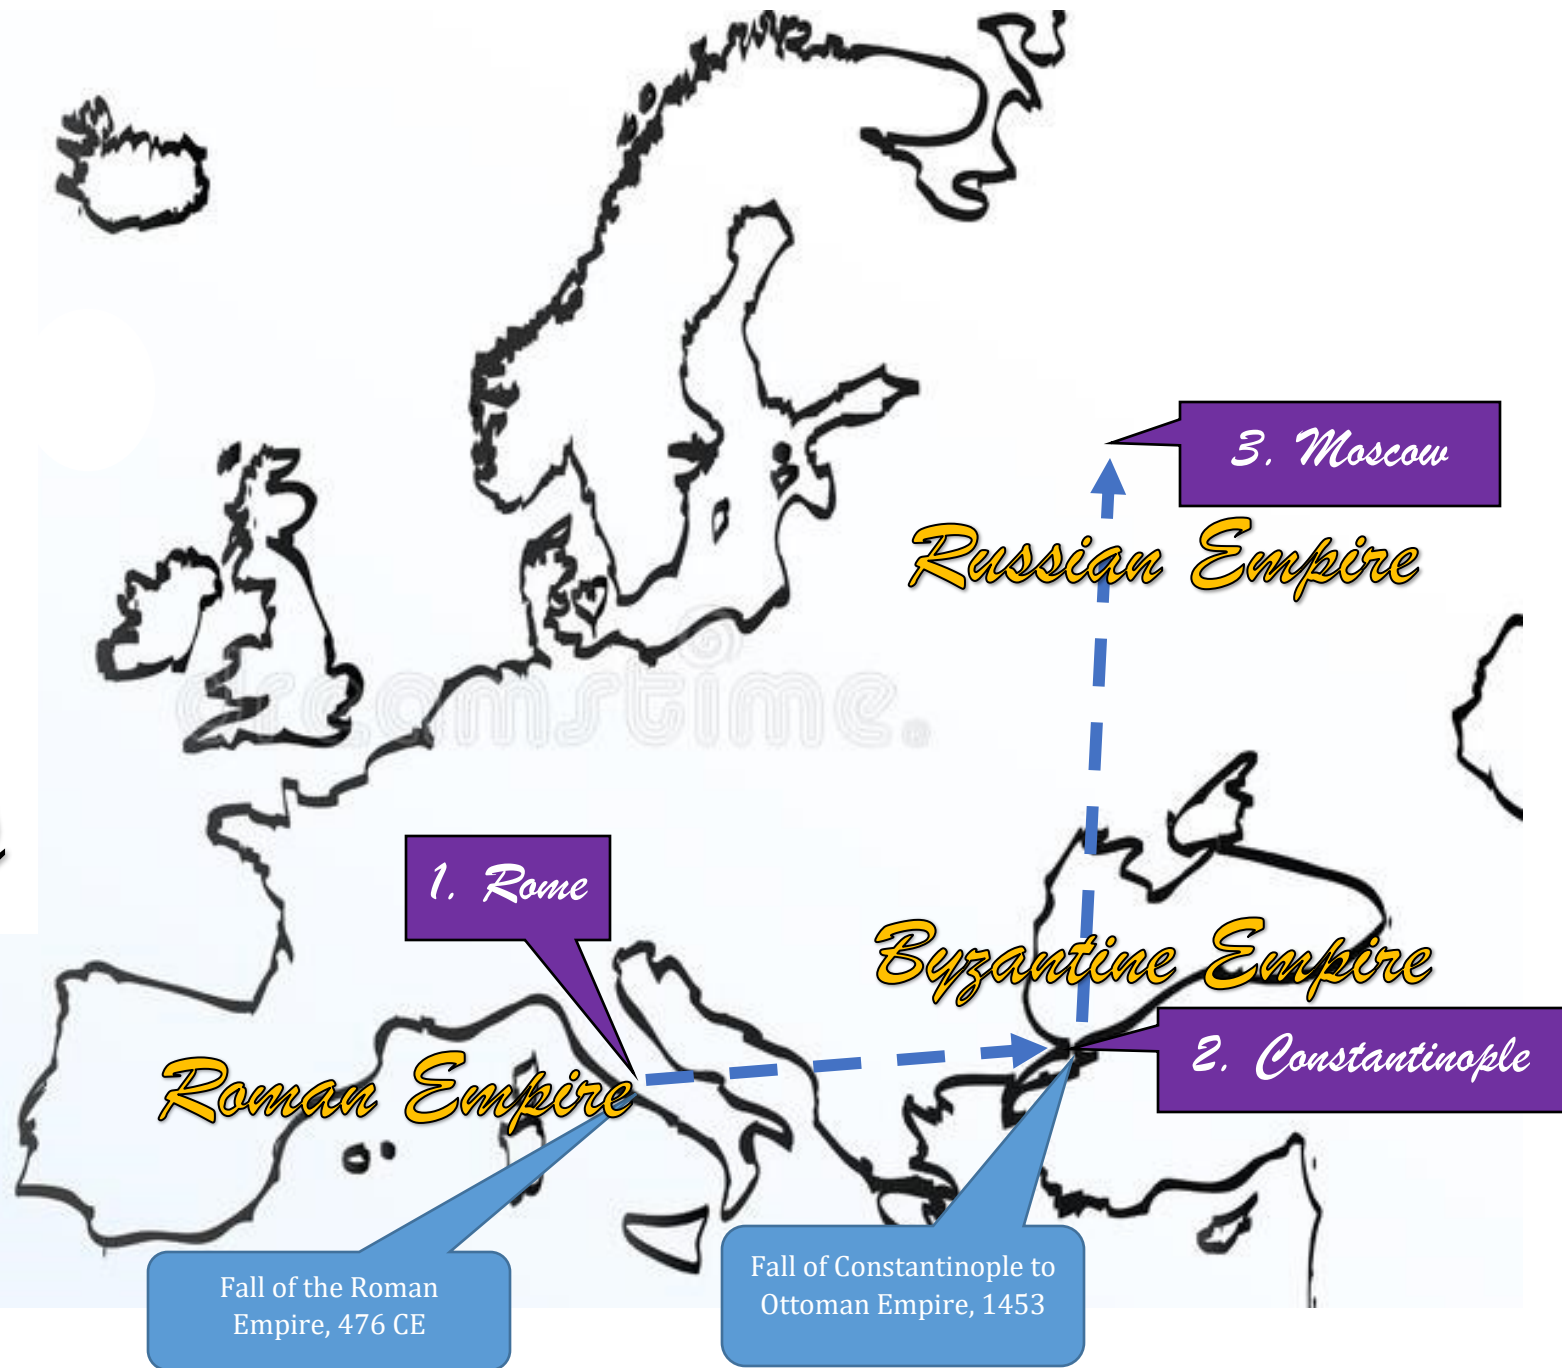 3. Moscow
Russian Empire
dreamstime.
1. Rome
Byzantine Empire
2. Constantinople
Roman Empire
Fall of the Roman
Empire, 476 CE
Fall of Constantinople to
Ottoman Empire, 1453